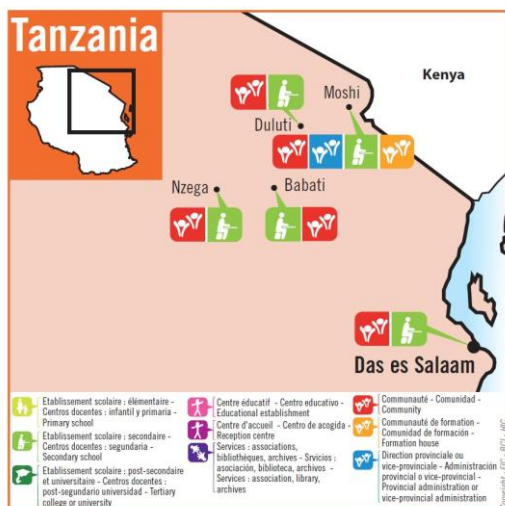 Tanzania
Kenya
Moshi
Duluti
Nzega
Babati
Das es Salaam
Etablissement scolaire : élémentaire -
Centros docentes : infantil y primaria -
Primary school
Etablissement scolaire : secondaire -
Centros docentes : segundaria -
Secondary school
Etablissement scolaire : post-secondaire
et universitaire - Centros docentes :
post-segundario universidad - Tertiary
college or university
Centre éducatif - Centro educativo -
Educational establishment
Centre d'accueil - Centro de acogida -
Reception centre
Services : associations,
bibliothèques, archives - Srvicios :
asociación, biblioteca, archivos -
Services : association, library,
archives
Communauté - Comunidad -
Community
Communauté de formation -
Comunidad de formación -
Formation house
Direction provinciale ou
vice-provinciale - Administración
provincial o vice-provincial -
Provincial administration or
vice-provincial administration